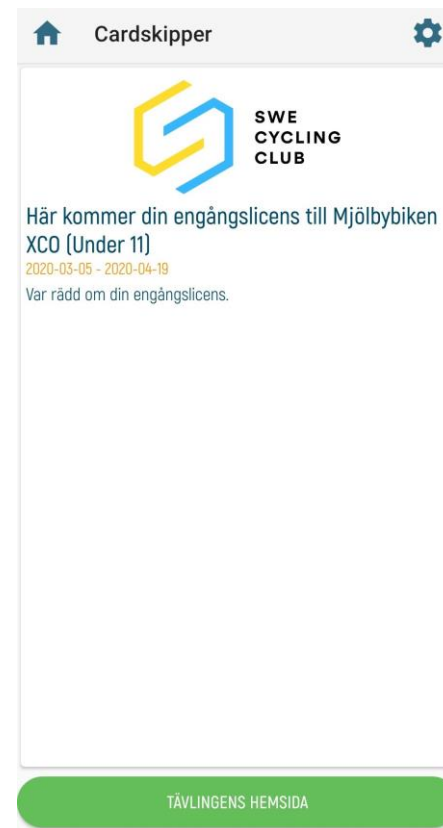 Cardskipper
SWE
CYCLING
CLUB
Här kommer din engångslicens till Mjölbybiken
XCO (Under 11)
2020-03-05 - 2020-04-19
Var rädd om din engångslicens.
TÄVLINGENS HEMSIDA